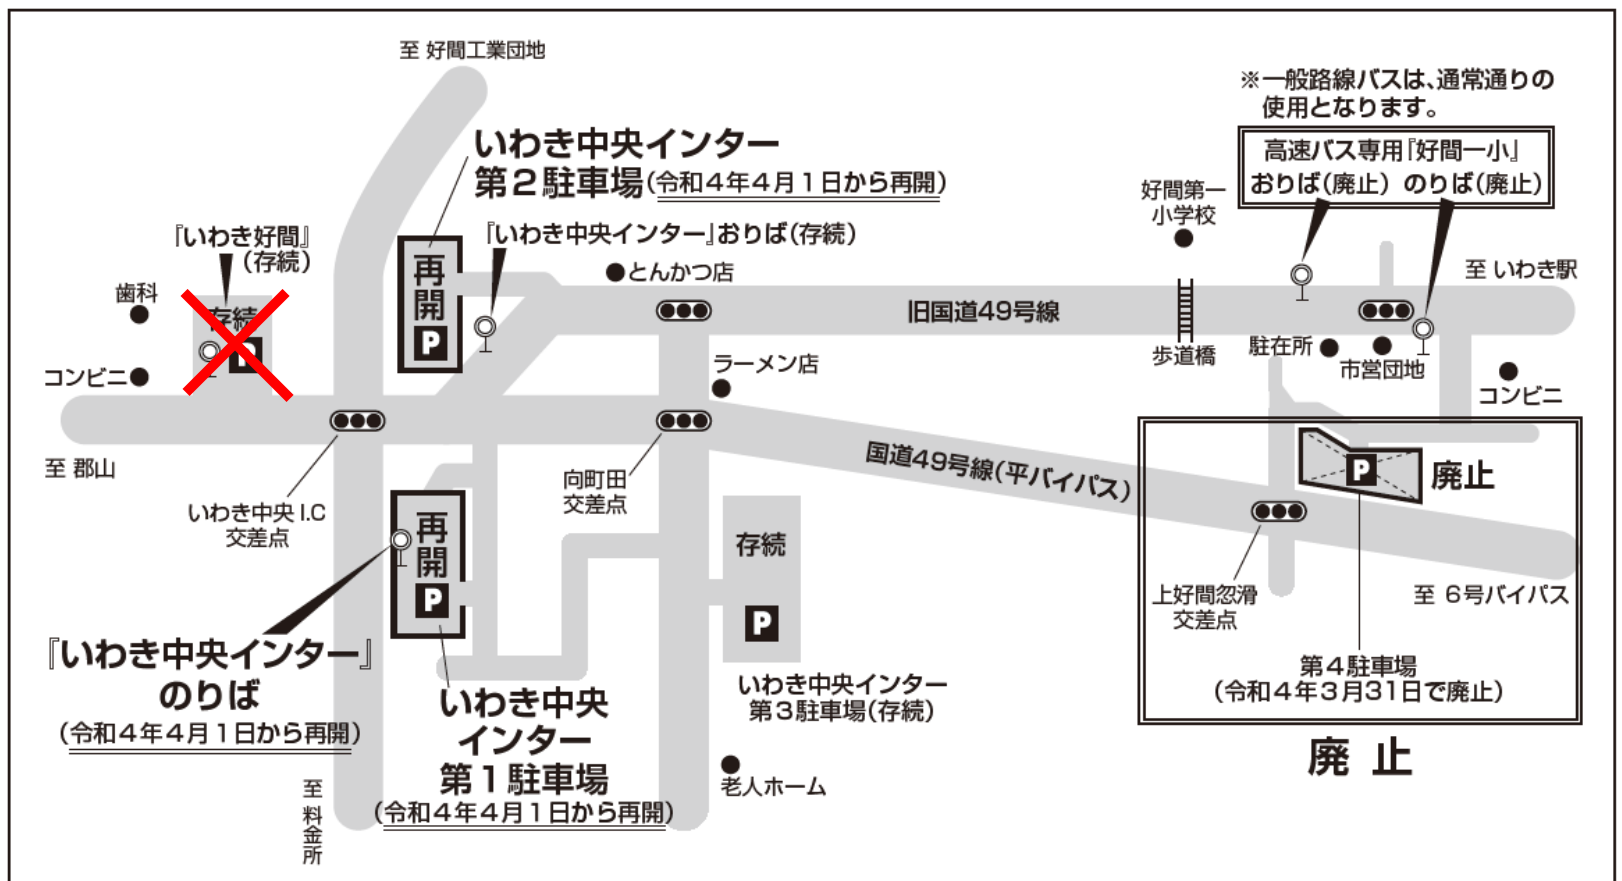 至 好間工業団地
※一般路線バスは、通常通りの
使用となります。
高速バス専用『好間一小』
おりば(廃止) のりば(廃止)
いわき中央インター
第2駐車場(令和4年4月1日から再開)
好間第一
小学校
『いわき中央インター』おりば(存続)
『いわき好間』
(存続)
再開
P
とんかつ店
至 いわき駅
歯科
存続
P
旧国道49号線
歩道橋
駐在所
市営団地
コンビニ
ラーメン店
コンビニ
至 郡山
国道49号線(平バイパス)
P
廃止
向町田
交差点
いわき中央I.C
交差点
再開
P
存続
P
上好間忽滑
交差点
至 6号バイパス
『いわき中央インター』
のりば
(令和4年4月1日から再開)
いわき中央
インター
第1駐車場
(令和4年4月1日から再開)
いわき中央インター
第3駐車場(存続)
第4駐車場
(令和4年3月31日で廃止)
廃止
老人ホーム
至 料金所